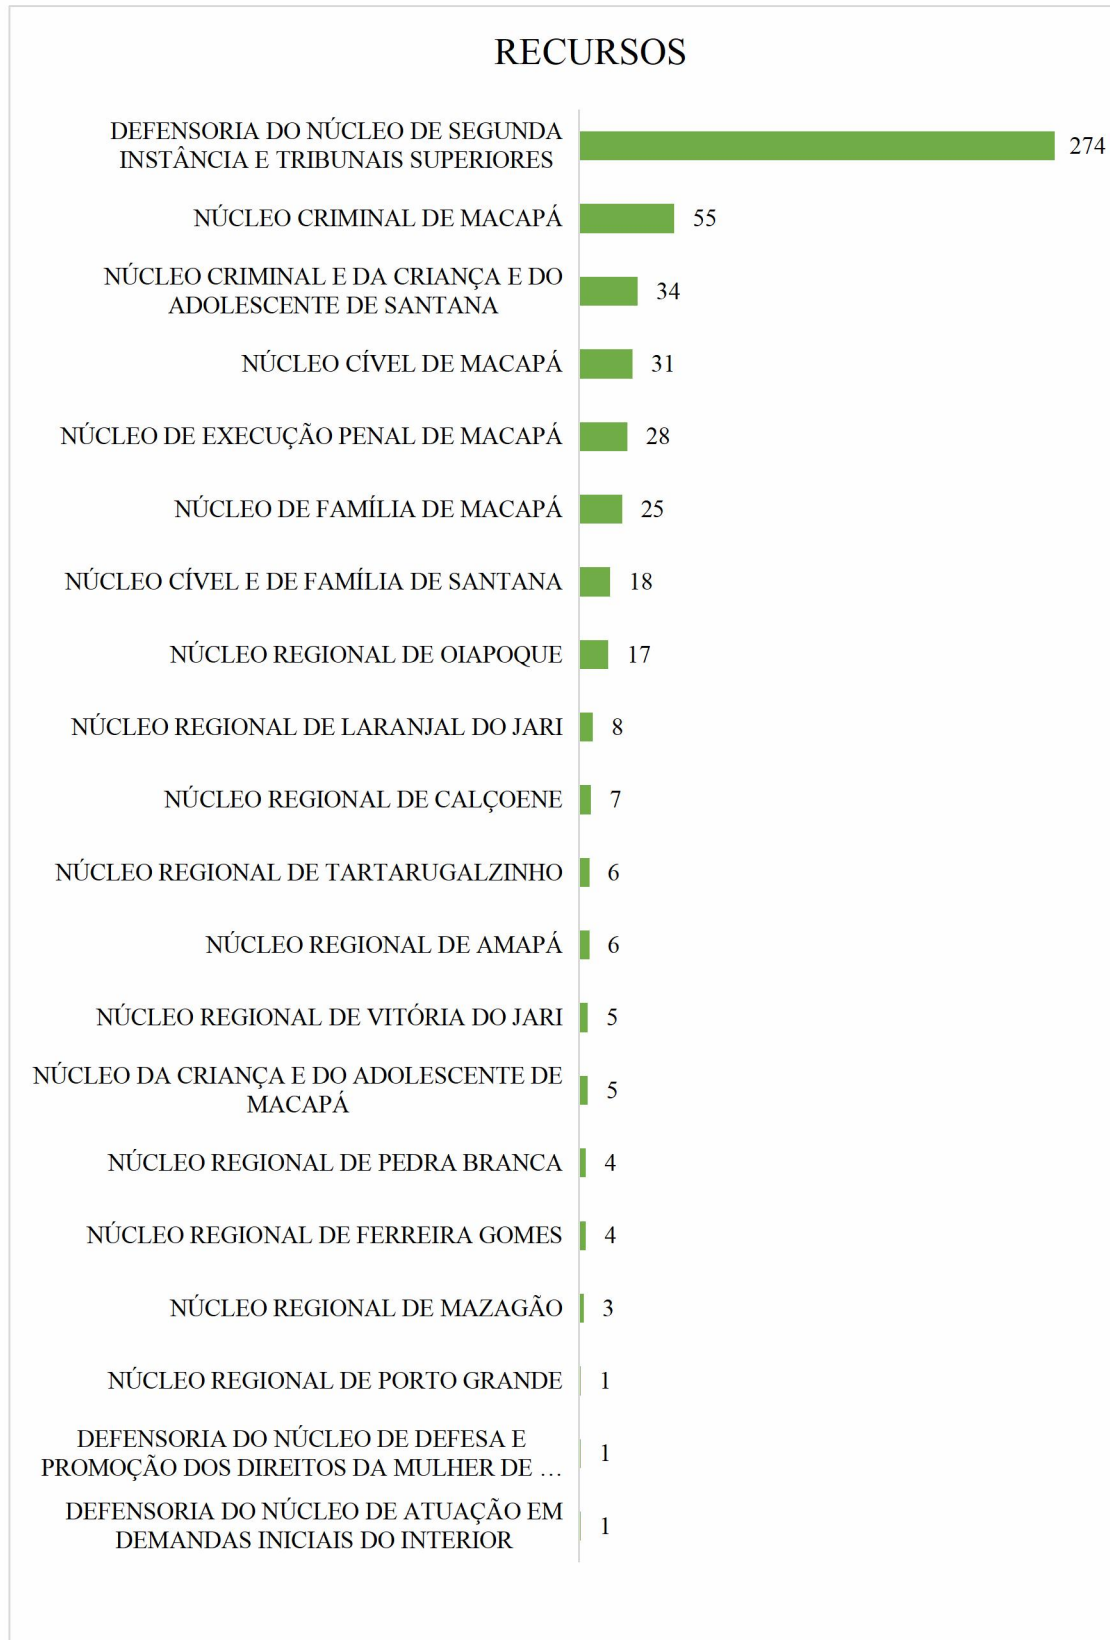 RECURSOS
DEFENSORIA DO NÚCLEO DE SEGUNDA
INSTÂNCIA E TRIBUNAIS SUPERIORES
274
NÚCLEO CRIMINAL DE MACAPÁ
55
NÚCLEO CRIMINAL E DA CRIANÇA E DO
ADOLESCENTE DE SANTANA
34
NÚCLEO CÍVEL DE MACAPÁ
31
NÚCLEO DE EXECUÇÃO PENAL DE MACAPÁ
28
NÚCLEO DE FAMÍLIA DE MACAPÁ
25
NÚCLEO CÍVEL E DE FAMÍLIA DE SANTANA
18
NÚCLEO REGIONAL DE OIAPOQUE
17
NÚCLEO REGIONAL DE LARANJAL DO JARI
8
NÚCLEO REGIONAL DE CALÇOENE
7
NÚCLEO REGIONAL DE TARTARUGALZINHO
6
NÚCLEO REGIONAL DE AMAPÁ
6
NÚCLEO REGIONAL DE VITÓRIA DO JARI
5
NÚCLEO DA CRIANÇA E DO ADOLESCENTE DE
MACAPÁ
5
NÚCLEO REGIONAL DE PEDRA BRANCA
4
NÚCLEO REGIONAL DE FERREIRA GOMES
4
NÚCLEO REGIONAL DE MAZAGÃO
3
NÚCLEO REGIONAL DE PORTO GRANDE
1
DEFENSORIA DO NÚCLEO DE DEFESA E
PROMOÇÃO DOS DIREITOS DA MULHER DE …
1
DEFENSORIA DO NÚCLEO DE ATUAÇÃO EM
DEMANDAS INICIAIS DO INTERIOR
1